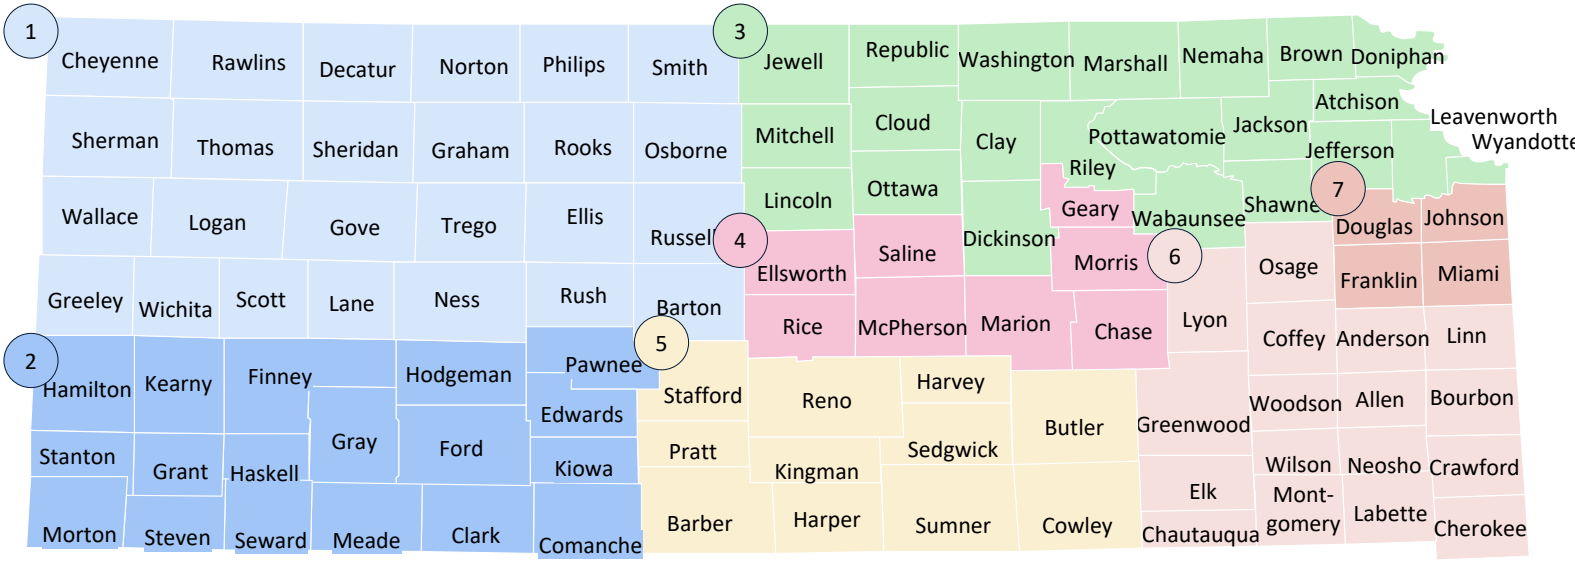 1
3
Cheyenne
Rawlins
Decatur
Norton
Philips
Smith
Jewell
Republic
Washington
Marshall
Nemaha
Brown
Doniphan
Sherman
Thomas
Sheridan
Graham
Rooks
Osborne
Mitchell
Cloud
Clay
Riley
Pottawatomie
Jackson
Atchison
Jefferson
Leavenworth
Wyandotte
Wallace
Logan
Gove
Trego
Ellis
Russell
Lincoln
Ottawa
Dickinson
Geary
Wabaunsee
Shawne
7
Douglas
Johnson
4
6
Ellsworth
Saline
Morris
Osage
Franklin
Miami
Greeley
Wichita
Scott
Lane
Ness
Rush
Barton
Rice
McPherson
Marion
Chase
Lyon
Coffey
Anderson
Linn
2
5
Hamilton
Kearny
Finney
Hodgeman
Pawnee
Edwards
Stafford
Reno
Harvey
Sedgwick
Butler
Greenwood
Woodson
Allen
Bourbon
Stanton
Grant
Haskell
Gray
Ford
Kiowa
Pratt
Kingman
Elk
Wilson
Neosho
Crawford
Morton
Steven
Seward
Meade
Clark
Comanche
Barber
Harper
Sumner
Cowley
Chautauqua
Mont-
gomery
Labette
Cherokee